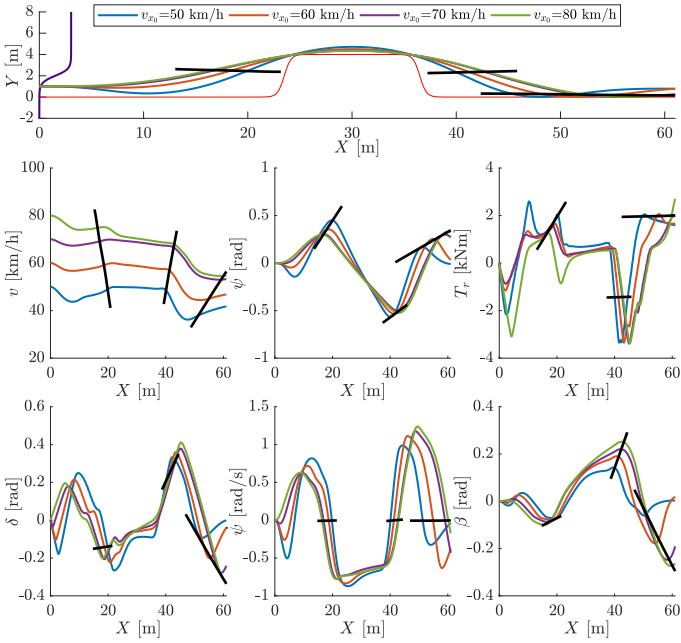 v_{x_0}=50 km/h v_{x_0}=60 km/h v_{x_0}=70 km/h v_{x_0}=80 km/h
Y [m]
8
6
4
2
0
-2
0 10 20 30 40 50 60
X [m]
v [km/h]
100
80
60
40
20
0 20 40 60
X [m]
ψ [rad]
1
0.5
0
-0.5
-1
0 20 40 60
X [m]
T_r [kNm]
4
2
0
-2
-4
0 20 40 60
X [m]
δ [rad]
0.6
0.4
0.2
0
-0.2
-0.4
0 20 40 60
X [m]
ψ̇ [rad/s]
1.5
1
0.5
0
-0.5
-1
0 20 40 60
X [m]
β [rad]
0.4
0.2
0
-0.2
-0.4
0 20 40 60
X [m]